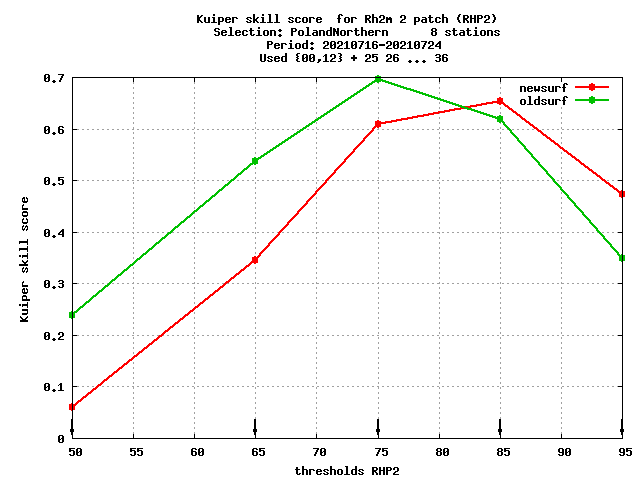 Kuiper skill score  for Rh2m 2 patch (RHP2)
Selection: PolandNorthern      8 stations
Period: 20210716-20210724
Used {00,12} + 25 26 ... 36
newsurf
oldsurf
0.7
0.6
0.5
0.4
0.3
0.2
0.1
0
Kuiper skill score
50 55 60 65 70 75 80 85 90 95
thresholds RHP2